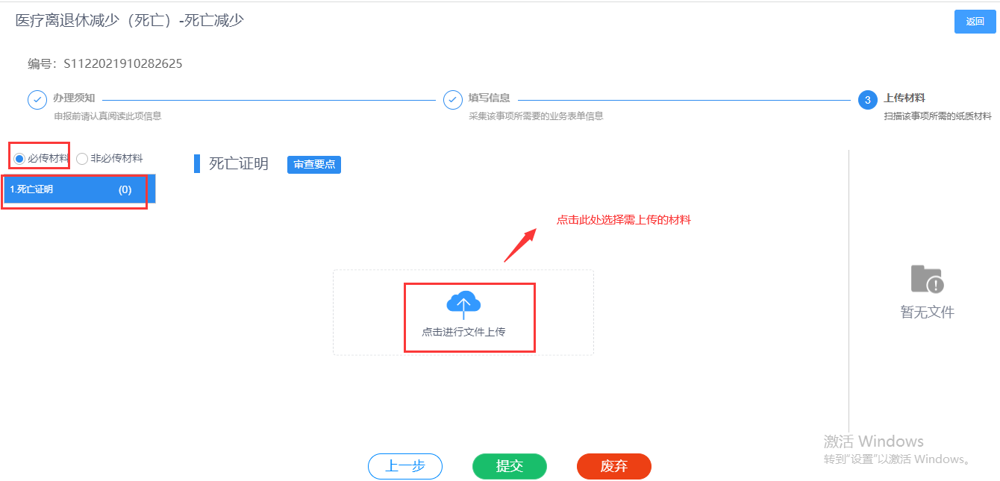 医疗离退休减少（死亡）-死亡减少
返回
编号：S1122021910282625
办理须知
申报前请认真阅读此项信息
填写信息
采集该事项所需要的业务表单信息
3
上传材料
扫描该事项所需的纸质材料
必传材料
非必传材料
1.死亡证明 (0)
死亡证明
审查要点
点击此处选择需上传的材料
点击进行文件上传
暂无文件
激活 Windows
转到"设置"以激活 Windows。
上一步
提交
废弃